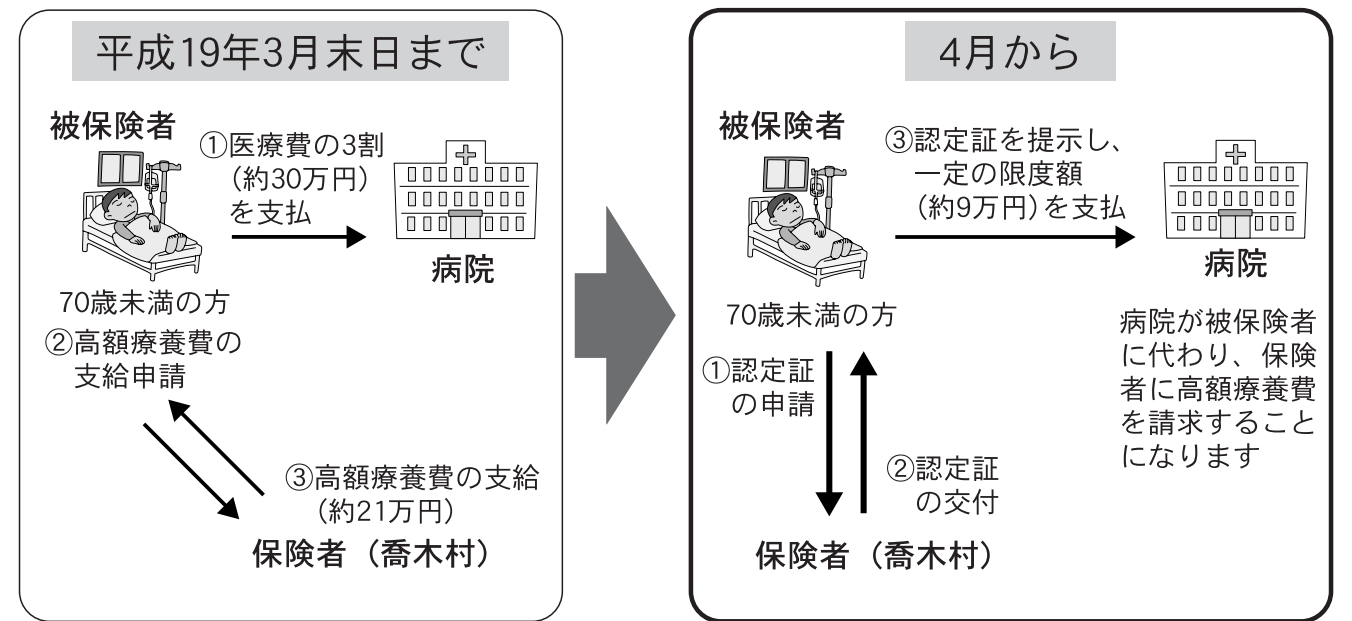 平成19年3月末日まで
被保険者
①医療費の3割
（約30万円）
を支払
病院
70歳未満の方
②高額療養費の
支給申請
③高額療養費の支給
（約21万円）
保険者（喬木村）
4月から
被保険者
③認定証を提示し、
一定の限度額
（約9万円）を支払
病院
70歳未満の方
①認定証
の申請
②認定証
の交付
保険者（喬木村）
病院が被保険者
に代わり、保険
者に高額療養費
を請求すること
になります